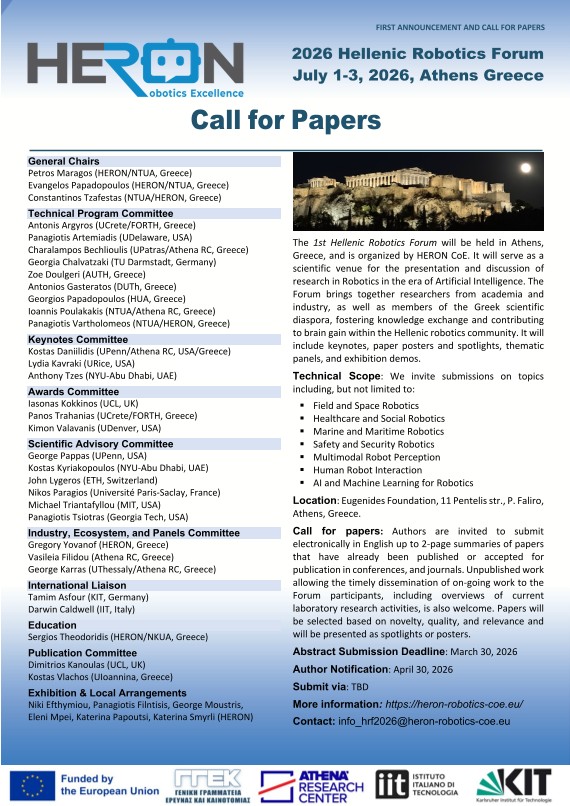 FIRST ANNOUNCEMENT AND CALL FOR PAPERS
HERON
Robotics Excellence
2026 Hellenic Robotics Forum
July 1-3, 2026, Athens Greece
Call for Papers
General Chairs
Petros Maragos (HERON/NTUA, Greece)
Evangelos Papadopoulos (HERON/NTUA, Greece)
Constantinos Tzafestas (NTUA/HERON, Greece)
Technical Program Committee
Antonis Argyros (UCrete/FORTH, Greece)
Panagiotis Artemiadis (UDelaware, USA)
Charalampos Bechlioulis (UPatras/Athena RC, Greece)
Georgia Chalvatzaki (TU Darmstadt, Germany)
Zoe Doulgeri (AUTH, Greece)
Antonios Gasteratos (DUTh, Greece)
Georgios Papadopoulos (HUA, Greece)
Ioannis Poulakakis (NTUA/Athena RC, Greece)
Panagiotis Vartholomeos (NTUA/HERON, Greece)
Keynotes Committee
Kostas Daniilidis (UPenn/Athena RC, USA/Greece)
Lydia Kavraki (URice, USA)
Anthony Tzes (NYU-Abu Dhabi, UAE)
Awards Committee
Iasonas Kokkinos (UCL, UK)
Panos Trahanias (UCrete/FORTH, Greece)
Kimon Valavanis (UDenver, USA)
Scientific Advisory Committee
George Pappas (UPenn, USA)
Kostas Kyriakopoulos (NYU-Abu Dhabi, UAE)
John Lygeros (ETH, Switzerland)
Nikos Paragios (Université Paris-Saclay, France)
Michael Triantafyllou (MIT, USA)
Panagiotis Tsiotras (Georgia Tech, USA)
Industry, Ecosystem, and Panels Committee
Gregory Yovanof (HERON, Greece)
Vasileia Filidou (Athena RC, Greece)
George Karras (UThessaly/Athena RC, Greece)
International Liaison
Tamim Asfour (KIT, Germany)
Darwin Caldwell (IIT, Italy)
Education
Sergios Theodoridis (HERON/NKUA, Greece)
Publication Committee
Dimitrios Kanoulas (UCL, UK)
Kostas Vlachos (UIoannina, Greece)
Exhibition & Local Arrangements
Niki Efthymiou, Panagiotis Filntisis, George Moustris,
Eleni Mpei, Katerina Papoutsi, Katerina Smyrli (HERON)
The 1st Hellenic Robotics Forum will be held in Athens,
Greece, and is organized by HERON CoE. It will serve as a
scientific venue for the presentation and discussion of
research in Robotics in the era of Artificial Intelligence. The
Forum brings together researchers from academia and
industry, as well as members of the Greek scientific
diaspora, fostering knowledge exchange and contributing
to brain gain within the Hellenic robotics community. It will
include keynotes, paper posters and spotlights, thematic
panels, and exhibition demos.
Technical Scope: We invite submissions on topics
including, but not limited to:
▪ Field and Space Robotics
▪ Healthcare and Social Robotics
▪ Marine and Maritime Robotics
▪ Safety and Security Robotics
▪ Multimodal Robot Perception
▪ Human Robot Interaction
▪ AI and Machine Learning for Robotics
Location: Eugenides Foundation, 11 Pentelis str., P. Faliro,
Athens, Greece.
Call for papers: Authors are invited to submit
electronically in English up to 2-page summaries of papers
that have already been published or accepted for
publication in conferences, and journals. Unpublished work
allowing the timely dissemination of on-going work to the
Forum participants, including overviews of current
laboratory research activities, is also welcome. Papers will
be selected based on novelty, quality, and relevance and
will be presented as spotlights or posters.
Abstract Submission Deadline: March 30, 2026
Author Notification: April 30, 2026
Submit via: TBD
More information: https://heron-robotics-coe.eu/
Contact: info_hrf2026@heron-robotics-coe.eu
Funded by
the European Union
ΓΓΕΚ
ΓΕΝΙΚΗ ΓΡΑΜΜΑΤΕΙΑ
ΕΡΕΥΝΑΣ ΚΑΙ ΚΑΙΝΟΤΟΜΙΑΣ
ATHENA
RESEARCH
CENTER
iit
ISTITUTO
ITALIANO DI
TECNOLOGIA
KIT
Karlsruher Institut für Technologie